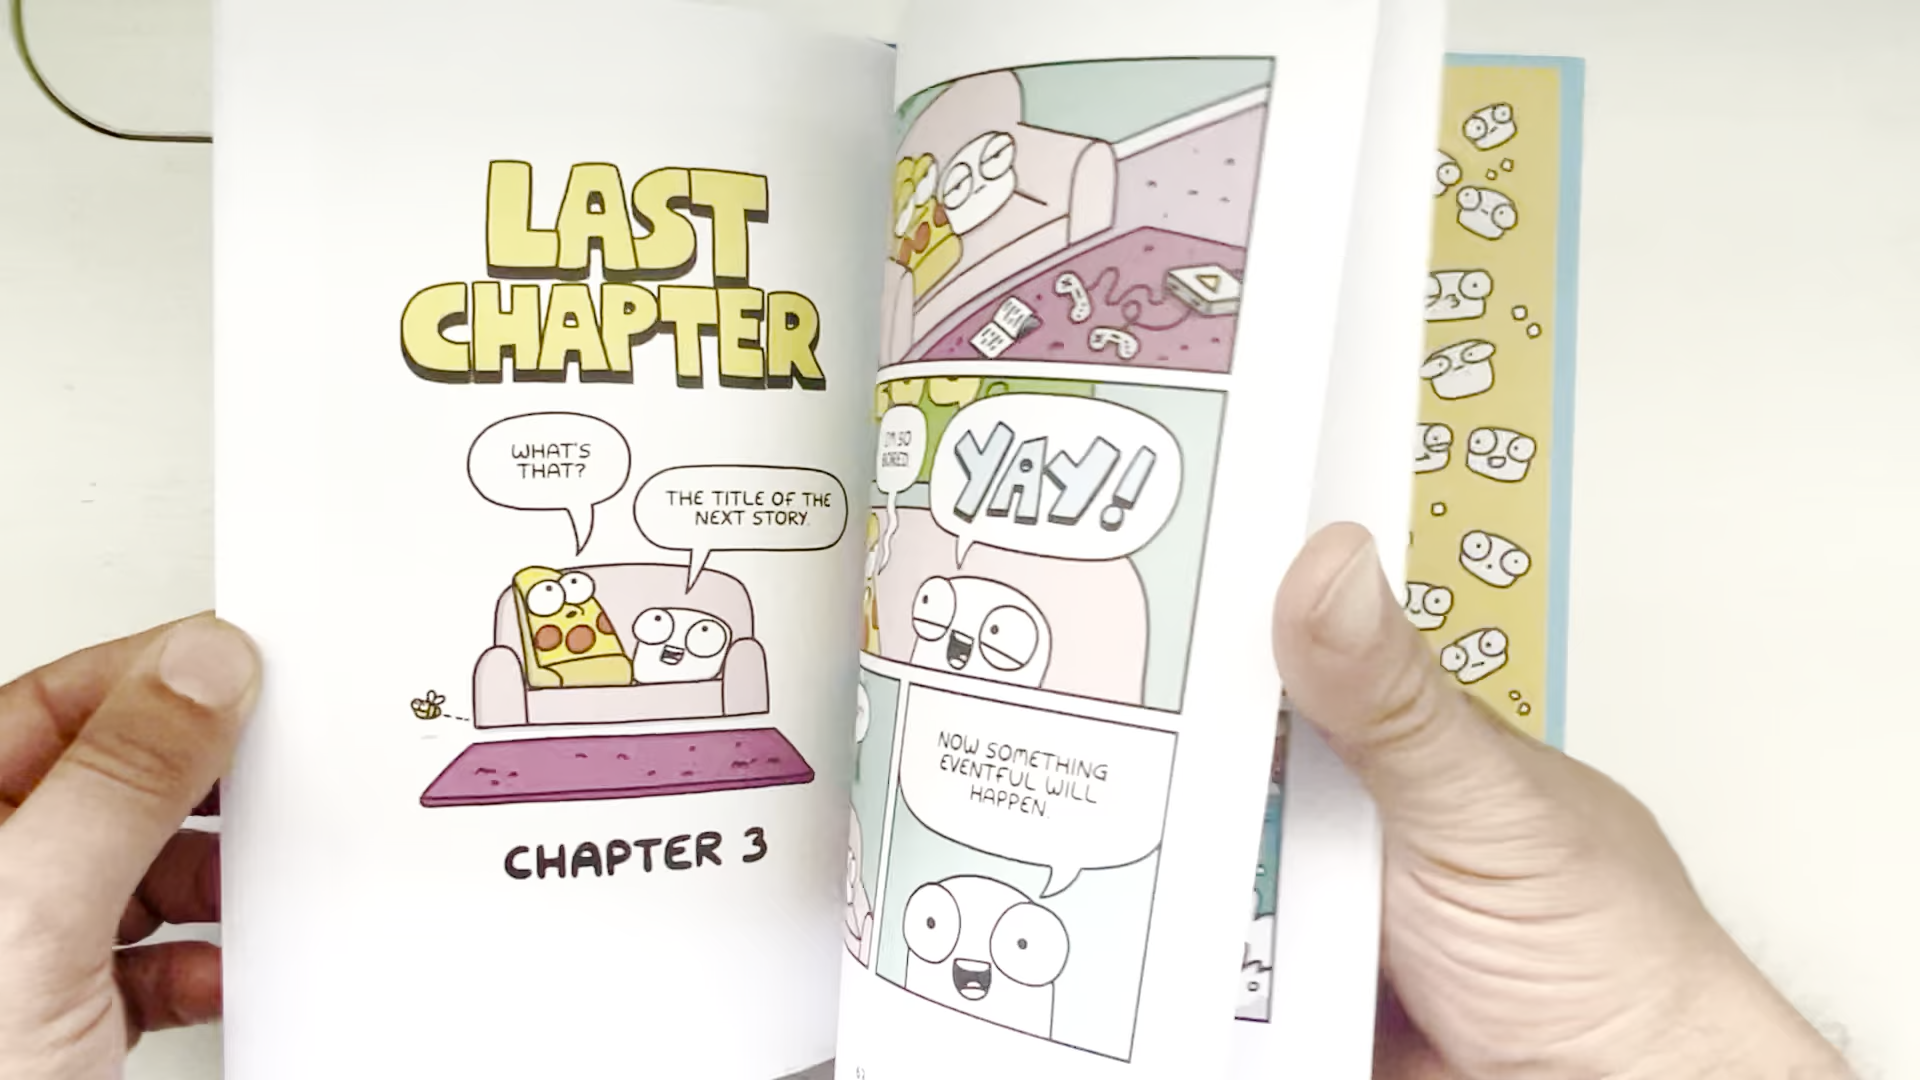 LAST
CHAPTER
WHAT'S
THAT?
THE TITLE OF THE
NEXT STORY.
CHAPTER 3
I'M SO
BORED.
YAY!
NOW SOMETHING
EVENTFUL WILL
HAPPEN.